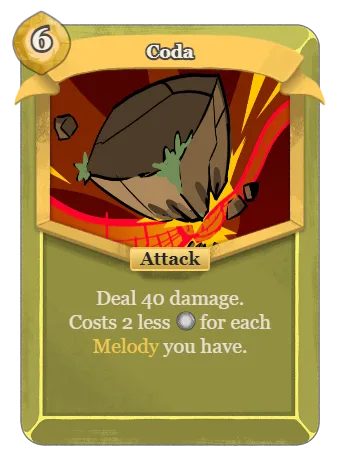 6
Coda
Attack
Deal 40 damage.
Costs 2 less for each
Melody you have.